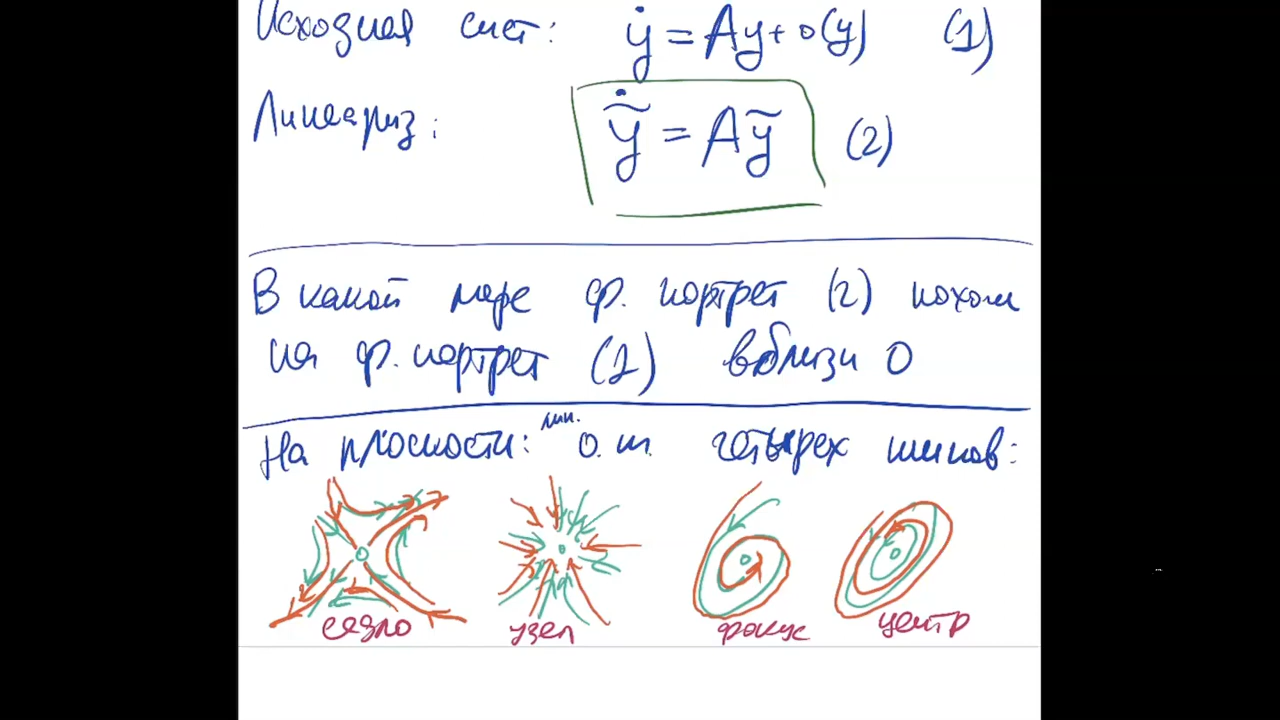 Исходная сист: ẏ = Ay + o(y) (1)
Линеариз: ỹ̇ = Aỹ (2)
В какой мере ф. портрет (2) похож
на ф. портрет (1) вблизи 0
На плоскости: лин. о.т. четырех типов:
седло узел фокус центр